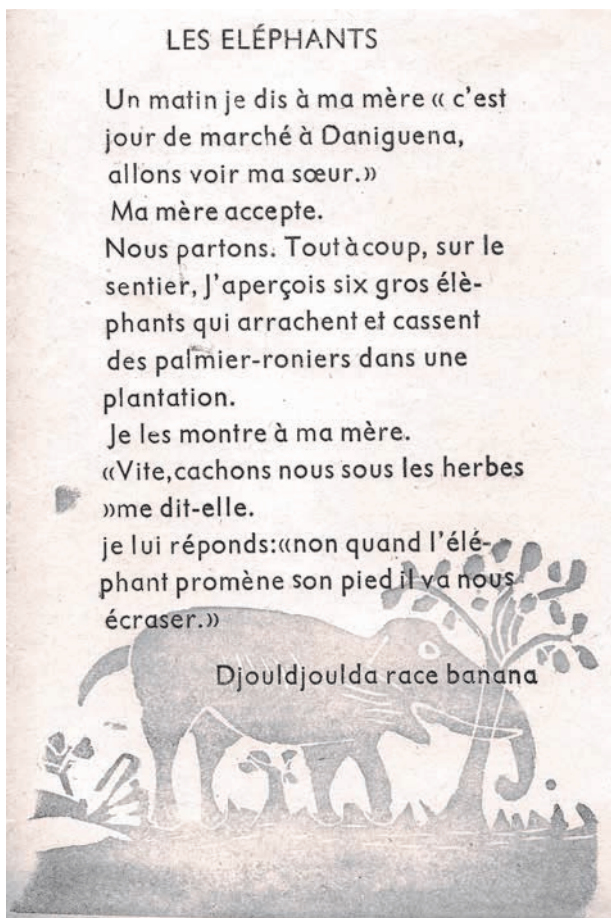 LES ELÉPHANTS
Un matin je dis à ma mère « c'est
jour de marché à Daniguena,
allons voir ma sœur.»
Ma mère accepte.
Nous partons. Toutàcoup, sur le
sentier, J'aperçois six gros élè-
phants qui arrachent et cassent
des palmier-roniers dans une
plantation.
Je les montre à ma mère.
«Vite,cachons nous sous les herbes
»me dit-elle.
je lui réponds:«non quand l'élé-
phant promène son pied il va nous
écraser.»
Djouldjoulda race banana